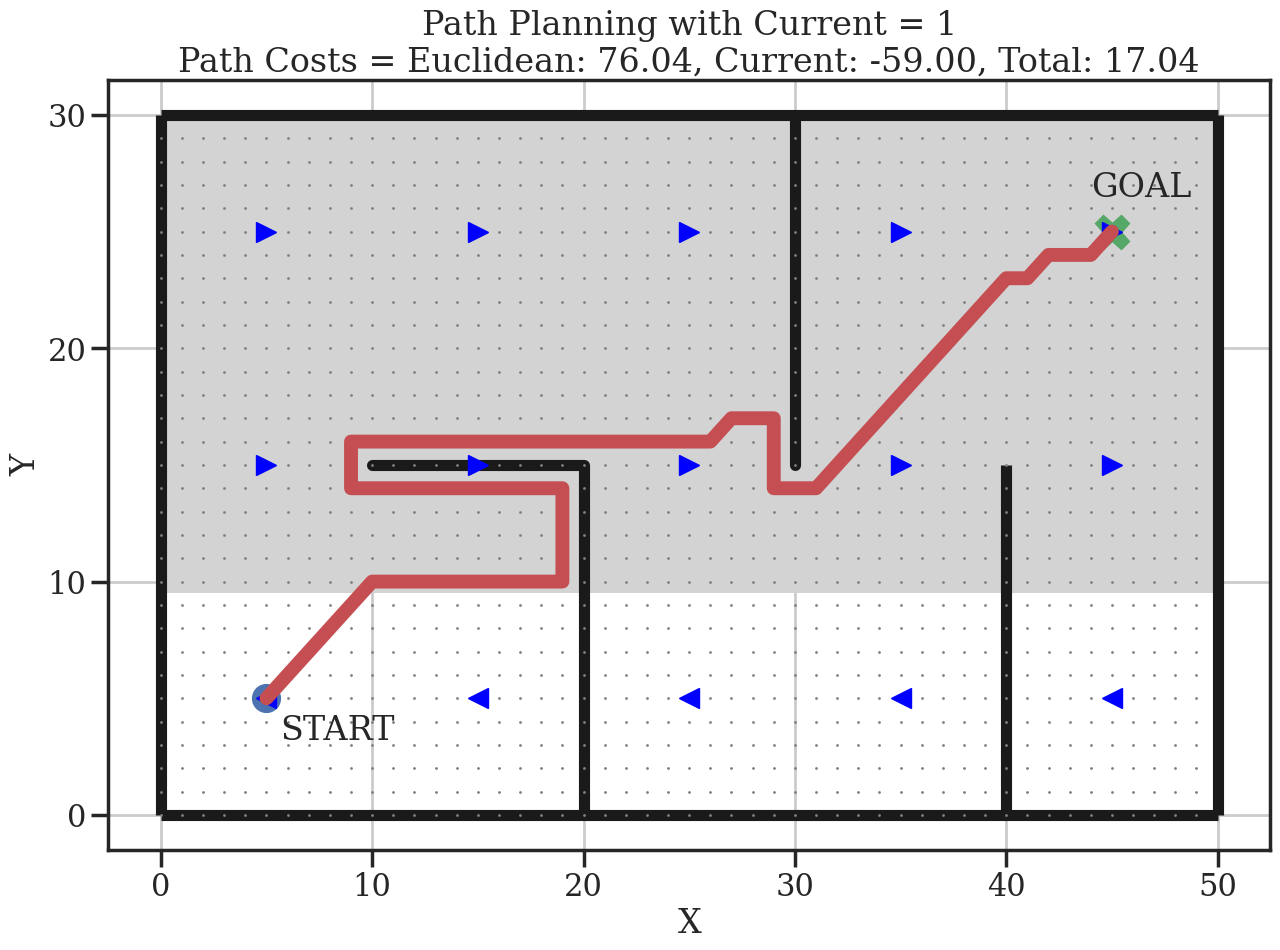 Path Planning with Current = 1
Path Costs = Euclidean: 76.04, Current: -59.00, Total: 17.04
30
GOAL
20
Y
10
START
0
0 10 20 30 40 50
X